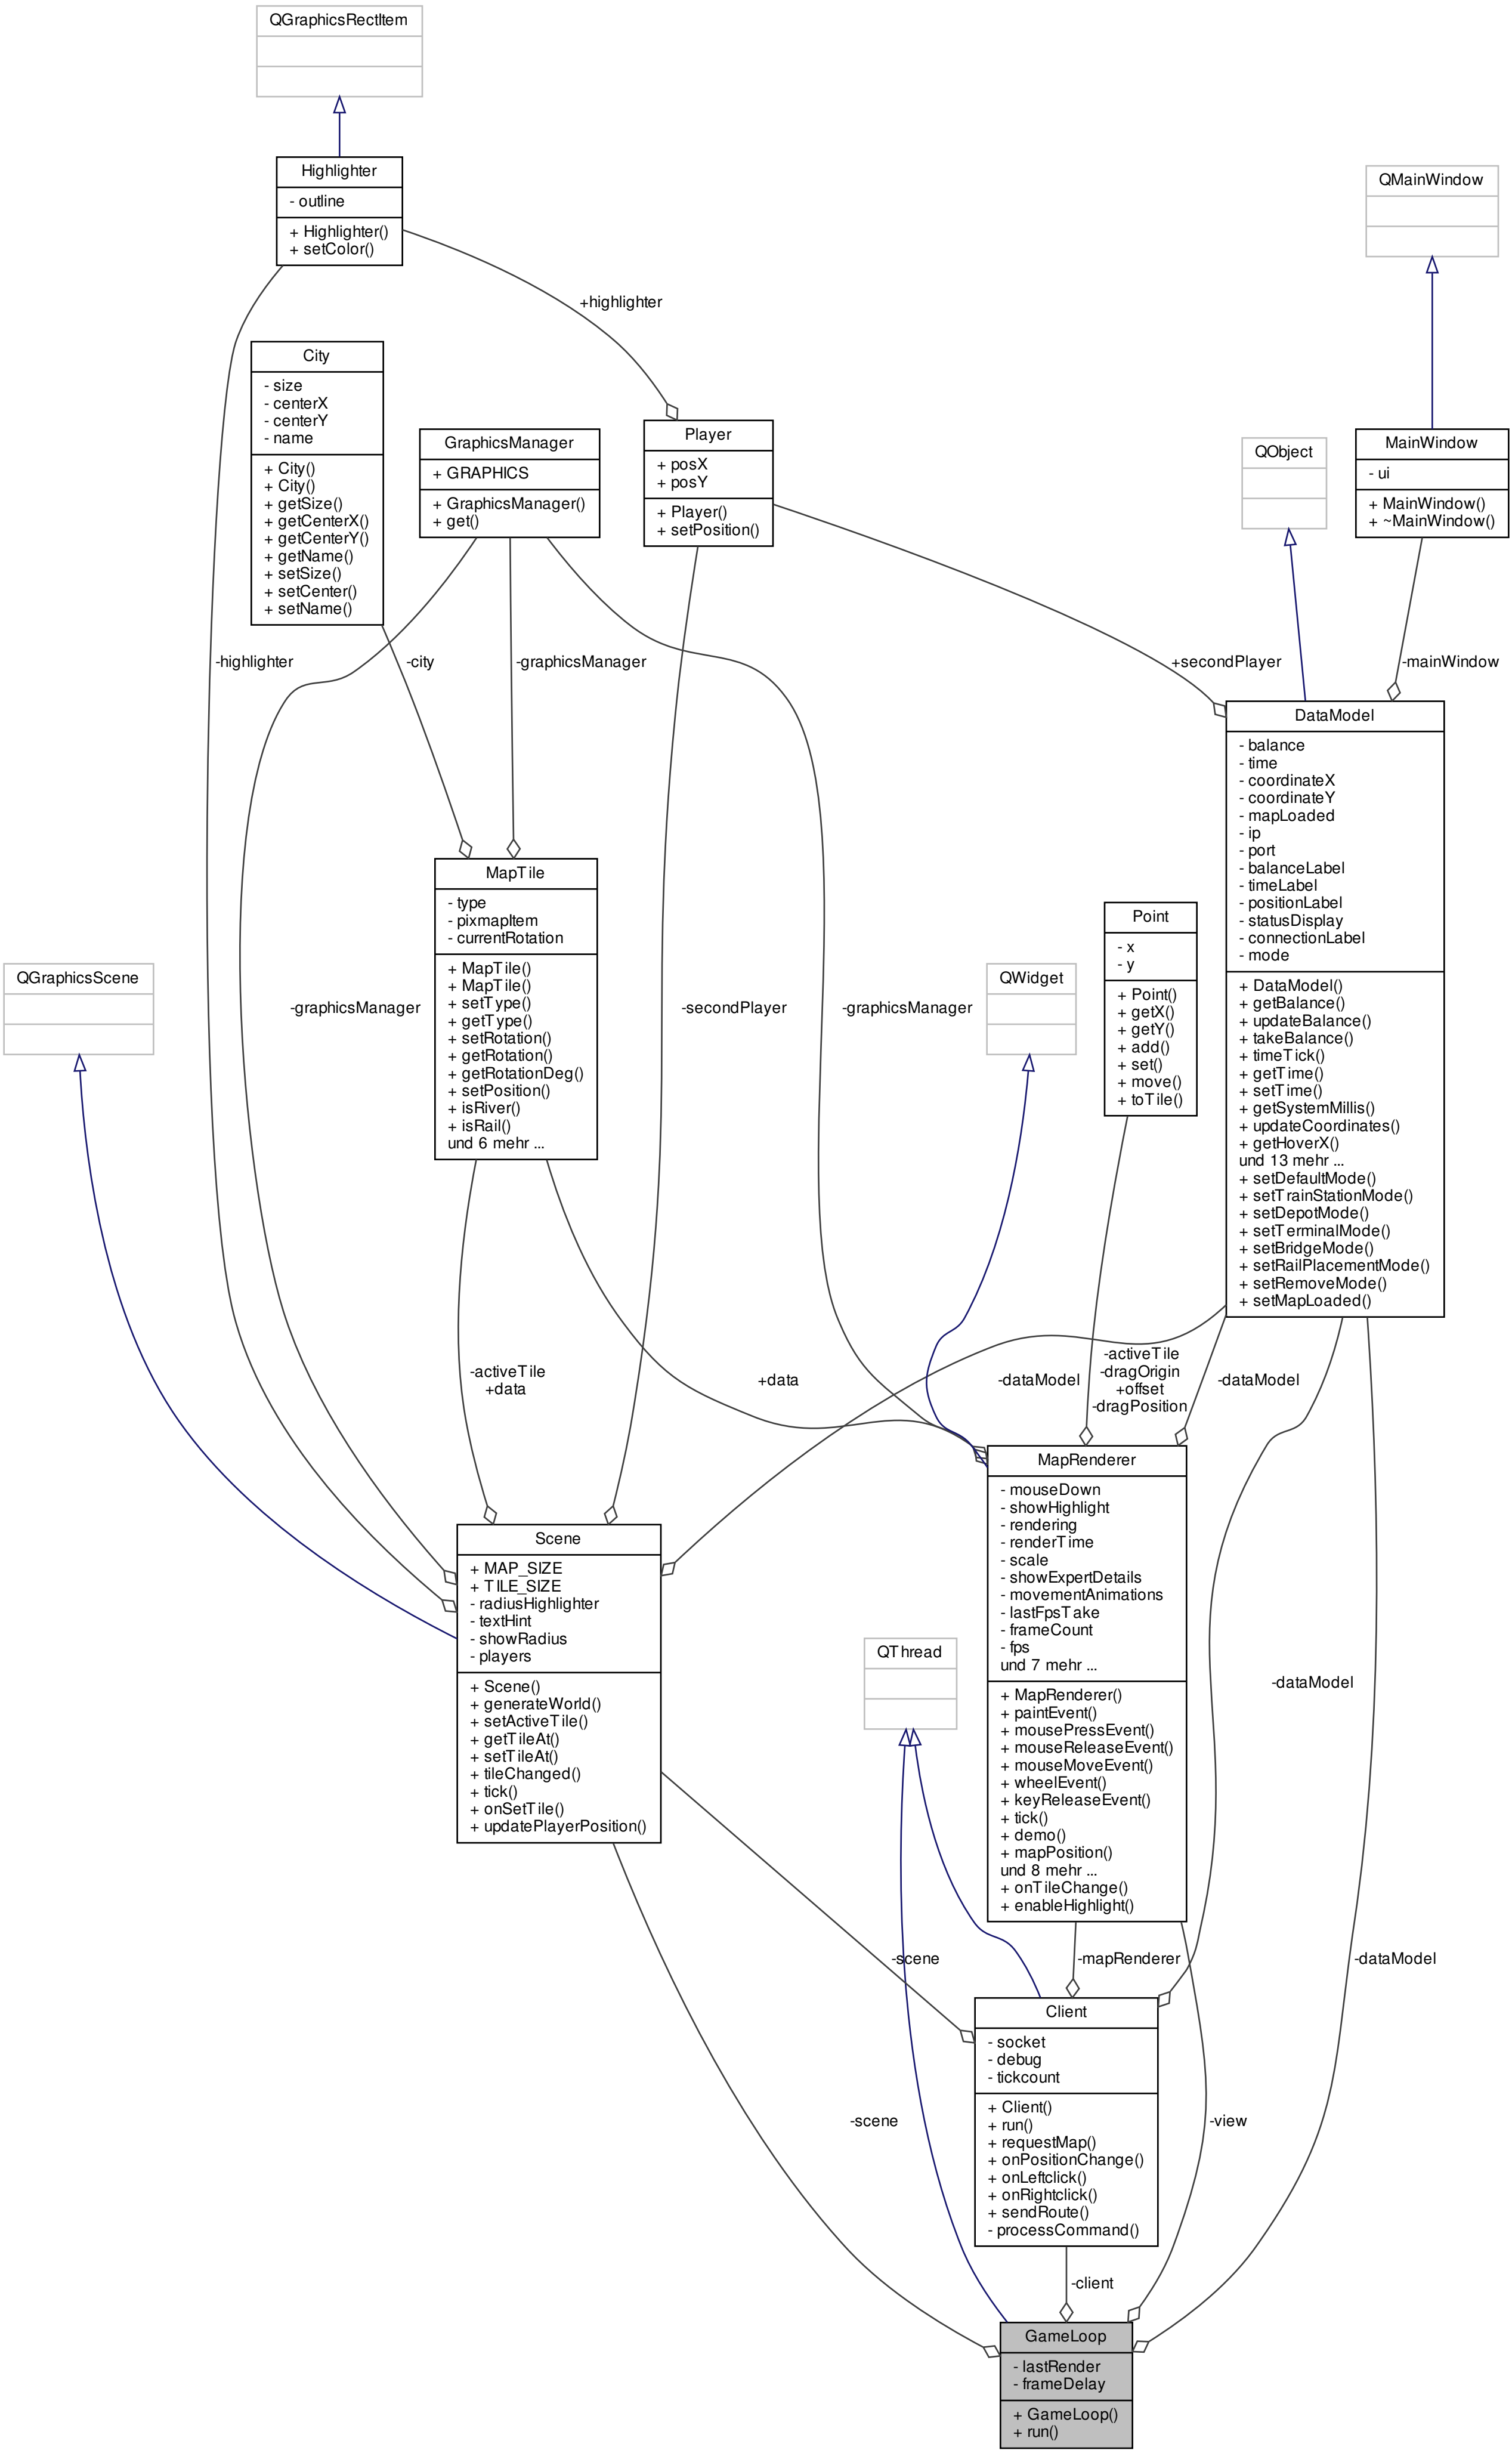 QGraphicsRectItem
Highlighter
- outline
+ Highlighter()
+ setColor()
QMainWindow
+highlighter
City
- size
- centerX
- centerY
- name
+ City()
+ City()
+ getSize()
+ getCenterX()
+ getCenterY()
+ getName()
+ setSize()
+ setCenter()
+ setName()
GraphicsManager
+ GRAPHICS
+ GraphicsManager()
+ get()
Player
+ posX
+ posY
+ Player()
+ setPosition()
QObject
MainWindow
- ui
+ MainWindow()
+ ~MainWindow()
-highlighter
-city
-graphicsManager
+secondPlayer
-mainWindow
DataModel
- balance
- time
- coordinateX
- coordinateY
- mapLoaded
- ip
- port
- balanceLabel
- timeLabel
- positionLabel
- statusDisplay
- connectionLabel
- mode
+ DataModel()
+ getBalance()
+ updateBalance()
+ takeBalance()
+ timeTick()
+ getTime()
+ setTime()
+ getSystemMillis()
+ updateCoordinates()
+ getHoverX()
und 13 mehr ...
+ setDefaultMode()
+ setTrainStationMode()
+ setDepotMode()
+ setTerminalMode()
+ setBridgeMode()
+ setRailPlacementMode()
+ setRemoveMode()
+ setMapLoaded()
MapTile
- type
- pixmapItem
- currentRotation
+ MapTile()
+ MapTile()
+ setType()
+ getType()
+ setRotation()
+ getRotation()
+ getRotationDeg()
+ setPosition()
+ isRiver()
+ isRail()
und 6 mehr ...
Point
- x
- y
+ Point()
+ getX()
+ getY()
+ add()
+ set()
+ move()
+ toTile()
QGraphicsScene
QWidget
-graphicsManager
-secondPlayer
-graphicsManager
-activeTile
+data
+data
-dataModel
-activeTile
-dragOrigin
+offset
-dragPosition
-dataModel
MapRenderer
- mouseDown
- showHighlight
- rendering
- renderTime
- scale
- showExpertDetails
- movementAnimations
- lastFpsTake
- frameCount
- fps
und 7 mehr ...
+ MapRenderer()
+ paintEvent()
+ mousePressEvent()
+ mouseReleaseEvent()
+ mouseMoveEvent()
+ wheelEvent()
+ keyReleaseEvent()
+ tick()
+ demo()
+ mapPosition()
und 8 mehr ...
+ onTileChange()
+ enableHighlight()
Scene
+ MAP_SIZE
+ TILE_SIZE
- radiusHighlighter
- textHint
- showRadius
- players
+ Scene()
+ generateWorld()
+ setActiveTile()
+ getTileAt()
+ setTileAt()
+ tileChanged()
+ tick()
+ onSetTile()
+ updatePlayerPosition()
QThread
-dataModel
-scene
-mapRenderer
-dataModel
Client
- socket
- debug
- tickcount
+ Client()
+ run()
+ requestMap()
+ onPositionChange()
+ onLeftclick()
+ onRightclick()
+ sendRoute()
- processCommand()
-scene
-view
-client
GameLoop
- lastRender
- frameDelay
+ GameLoop()
+ run()